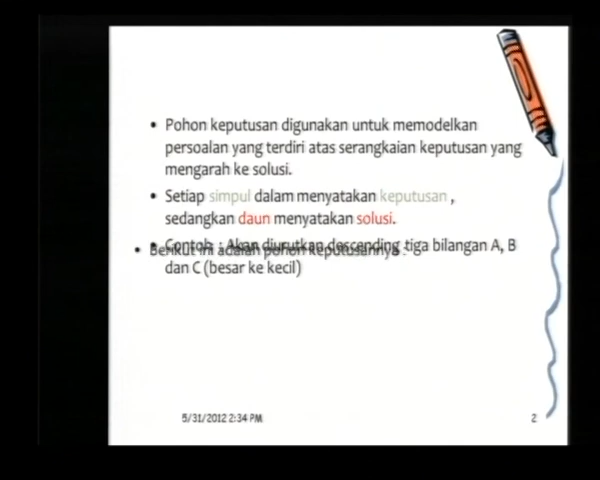 • Pohon keputusan digunakan untuk memodelkan
persoalan yang terdiri atas serangkaian keputusan yang
mengarah ke solusi.
• Setiap simpul dalam menyatakan keputusan ,
sedangkan daun menyatakan solusi.
• Contoh : Akan diurutkan descending tiga bilangan A, B
• Berikut ini adalah pohon keputusannya :
dan C (besar ke kecil)
5/31/2012 2:34 PM
2